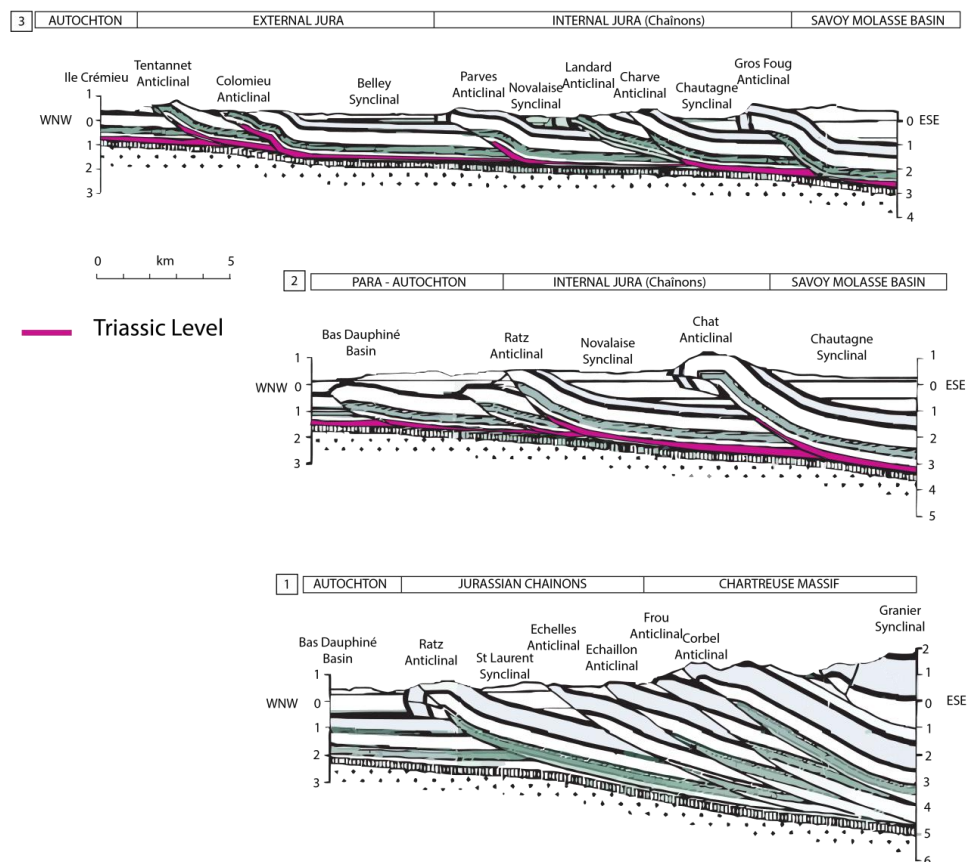 3 AUTOCHTON EXTERNAL JURA INTERNAL JURA (Chaînons) SAVOY MOLASSE BASIN
Ile Crémieu
Tentannet
Anticlinal
Colomieu
Anticlinal
Belley
Synclinal
Parves
Anticlinal
Novalaise
Synclinal
Landard
Anticlinal
Charve
Anticlinal
Chautagne
Synclinal
Gros Foug
Anticlinal
WNW
1
0
1
2
3
0 ESE
1
2
3
4
0 km 5
Triassic Level
2 PARA - AUTOCHTON INTERNAL JURA (Chaînons) SAVOY MOLASSE BASIN
Bas Dauphiné
Basin
Ratz
Anticlinal
Novalaise
Synclinal
Chat
Anticlinal
Chautagne
Synclinal
WNW
1
0
1
2
3
1
0 ESE
1
2
3
4
5
1 AUTOCHTON JURASSIAN CHAINONS CHARTREUSE MASSIF
Bas Dauphiné
Basin
Ratz
Anticlinal
St Laurent
Synclinal
Echelles
Anticlinal
Echaillon
Anticlinal
Frou
Anticlinal
Corbel
Anticlinal
Granier
Synclinal
WNW
1
0
1
2
3
2
1
0 ESE
1
2
3
4
5
6